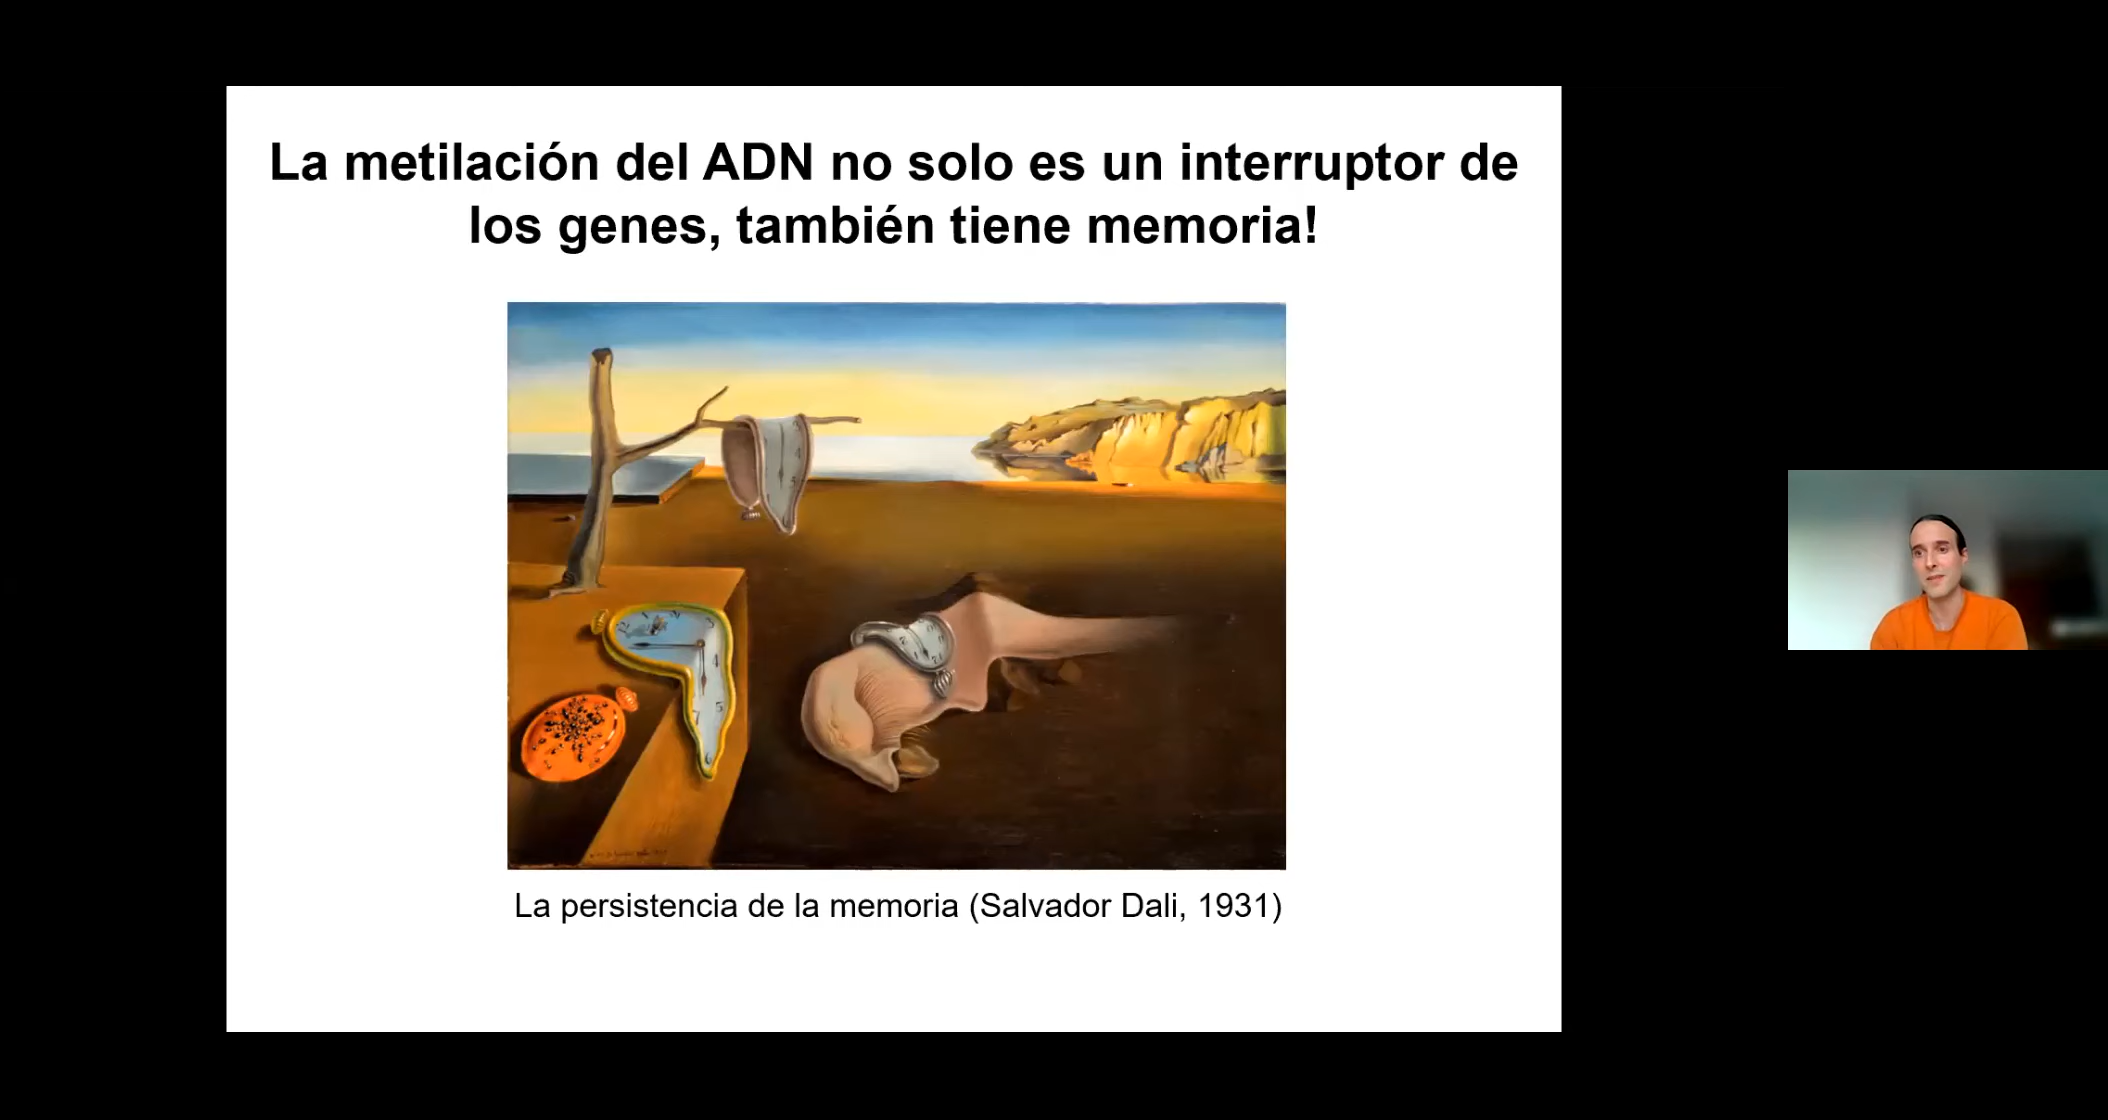 La metilación del ADN no solo es un interruptor de
los genes, también tiene memoria!
La persistencia de la memoria (Salvador Dali, 1931)